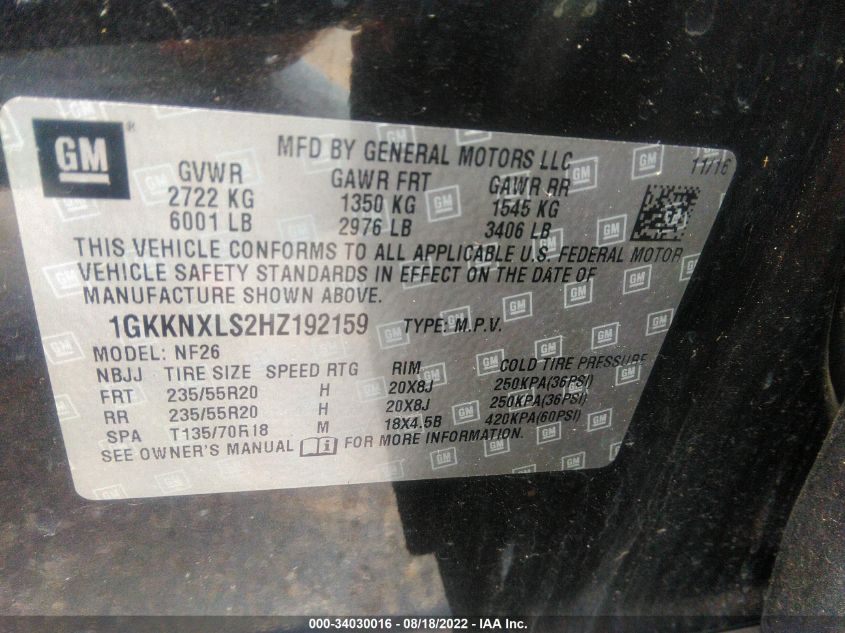 GM ®
MFD BY GENERAL MOTORS LLC
11/16
GVWR GAWR FRT GAWR RR
2722 KG 1350 KG 1545 KG
6001 LB 2976 LB 3406 LB
THIS VEHICLE CONFORMS TO ALL APPLICABLE U.S. FEDERAL MOTOR
VEHICLE SAFETY STANDARDS IN EFFECT ON THE DATE OF
MANUFACTURE SHOWN ABOVE.
1GKKNXLS2HZ192159 TYPE: M.P.V.
MODEL: NF26
NBJJ TIRE SIZE SPEED RTG RIM COLD TIRE PRESSURE
FRT 235/55R20 H 20X8J 250KPA(36PSI)
RR 235/55R20 H 20X8J 250KPA(36PSI)
SPA T135/70R18 M 18X4.5B 420KPA(60PSI)
SEE OWNER'S MANUAL i FOR MORE INFORMATION.
000-34030016 - 08/18/2022 - IAA Inc.